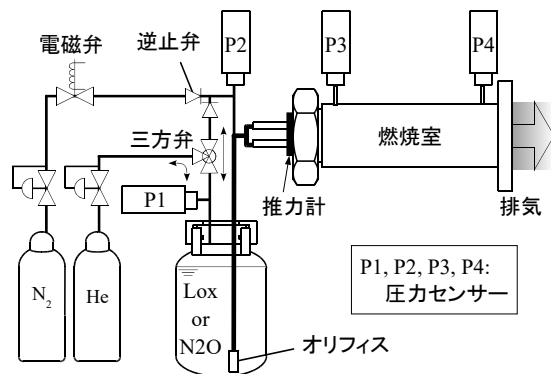 電磁弁
逆止弁
P2
P3
P4
三方弁
燃焼室
P1
推力計
排気
N2
He
Lox
or
N2O
P1, P2, P3, P4:
圧力センサー
オリフィス